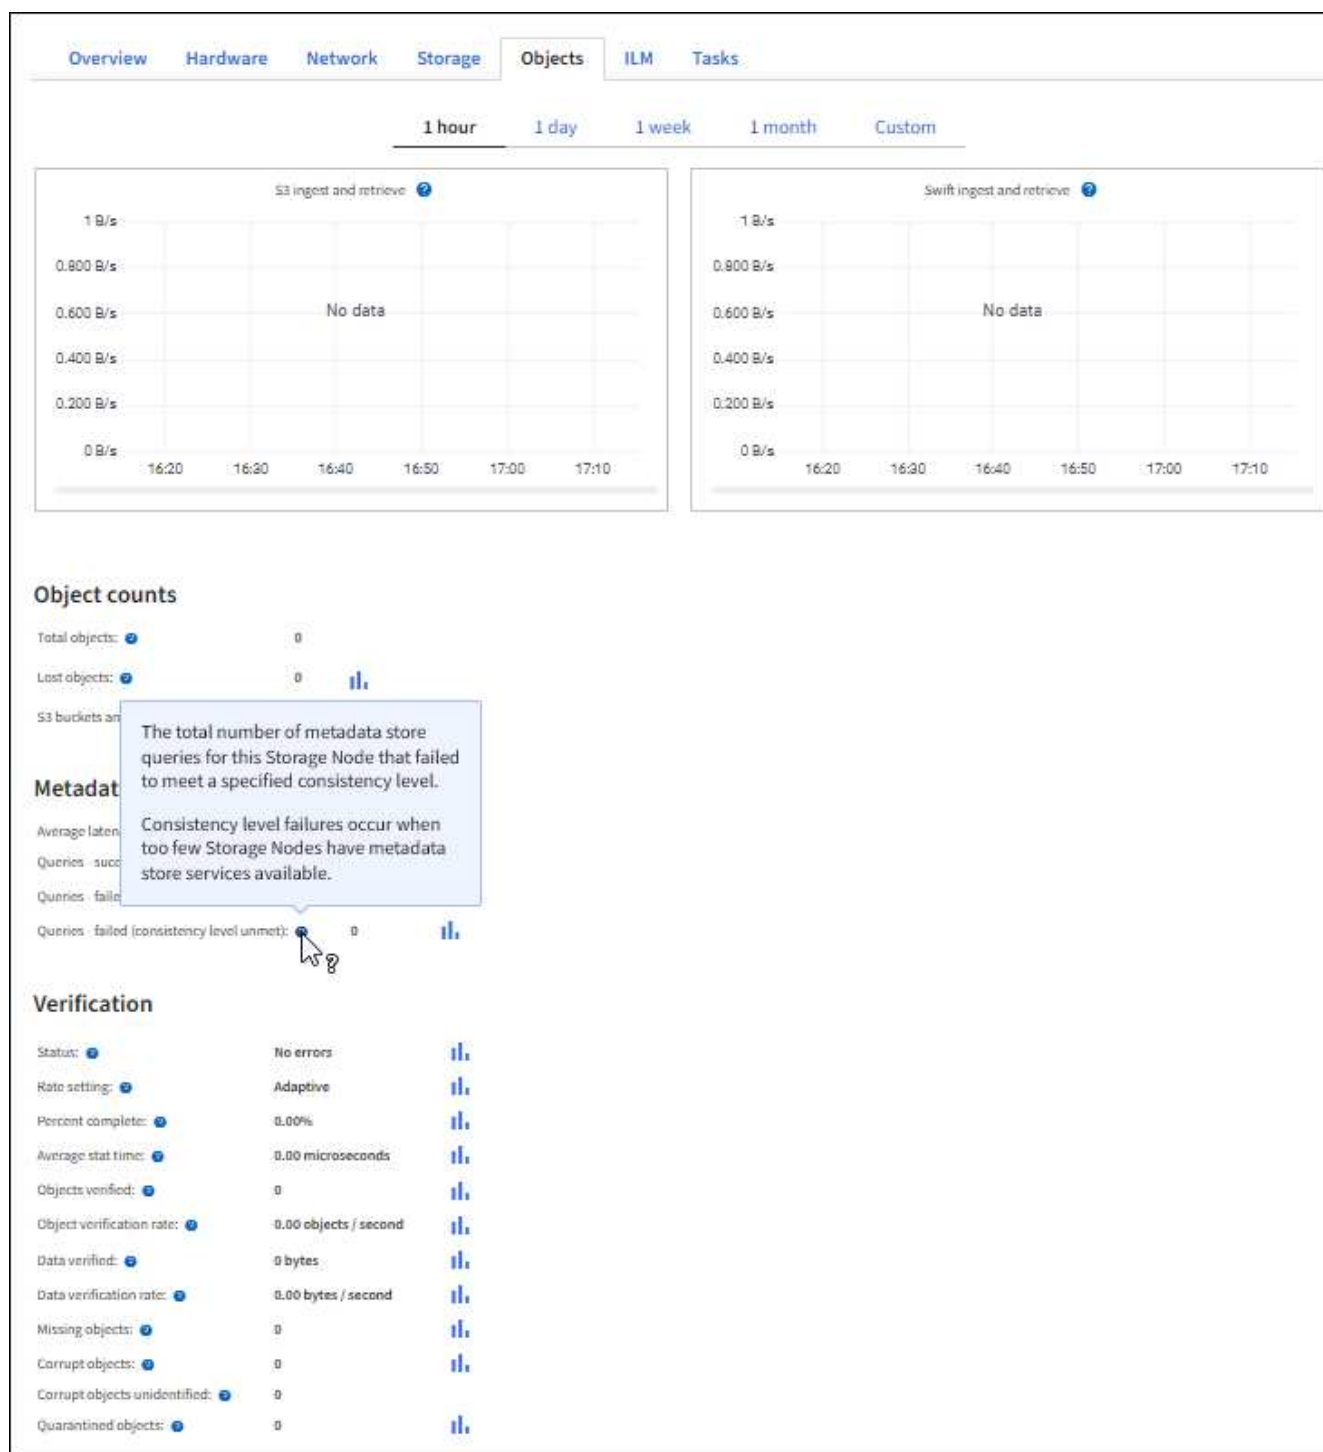 Overview Hardware Network Storage Objects ILM Tasks
1 hour 1 day 1 week 1 month Custom
S3 ingest and retrieve
1 B/s
0.800 B/s
0.600 B/s
0.400 B/s
0.200 B/s
0 B/s
No data
16:20 16:30 16:40 16:50 17:00 17:10
Swift ingest and retrieve
1 B/s
0.800 B/s
0.600 B/s
0.400 B/s
0.200 B/s
0 B/s
No data
16:20 16:30 16:40 16:50 17:00 17:10
Object counts
Total objects: 0
Lost objects: 0
S3 buckets an
The total number of metadata store
queries for this Storage Node that failed
to meet a specified consistency level.
Consistency level failures occur when
too few Storage Nodes have metadata
store services available.
Metadat
Average laten
Queries - succ
Queries - faile
Queries - failed (consistency level unmet): 0
Verification
Status: No errors
Rate setting: Adaptive
Percent complete: 0.00%
Average stat time: 0.00 microseconds
Objects verified: 0
Object verification rate: 0.00 objects / second
Data verified: 0 bytes
Data verification rate: 0.00 bytes / second
Missing objects: 0
Corrupt objects: 0
Corrupt objects unidentified: 0
Quarantined objects: 0